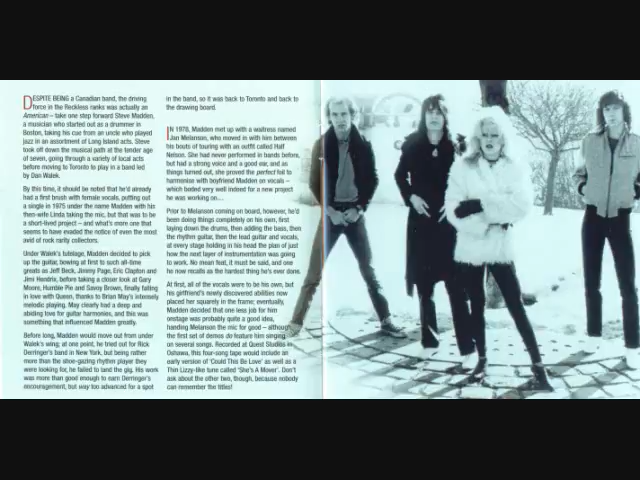 DESPITE BEING a Canadian band, the driving
force in the Reckless ranks was actually an
American – take one step forward Steve Madden,
a musician who started out as a drummer in
Boston, taking his cue from an uncle who played
jazz in an assortment of Long Island acts. Steve
took off down the musical path at the tender age
of seven, going through a variety of local acts
before moving to Toronto to play in a band led
by Dan Walek.
By this time, it should be noted that he'd already
had a first brush with female vocals, putting out
a single in 1975 under the name Madden with his
then-wife Linda taking the mic, but that was to be
a short-lived project – and what's more one that
seems to have evaded the notice of even the most
avid of rock rarity collectors.
Under Walek's tutelage, Madden decided to pick
up the guitar, bowing at first to such all-time
greats as Jeff Beck, Jimmy Page, Eric Clapton and
Jimi Hendrix, before taking a closer look at Gary
Moore, Humble Pie and Savoy Brown, finally falling
in love with Queen, thanks to Brian May's intensely
melodic playing. May clearly had a deep and
abiding love for guitar harmonies, and this was
something that influenced Madden greatly.
Before long, Madden would move out from under
Walek's wing; at one point, he tried out for Rick
Derringer's band in New York, but being rather
more than the shoe-gazing rhythm player they
were looking for, he failed to land the gig. His work
was more than good enough to earn Derringer's
encouragement, but way too advanced for a spot
in the band, so it was back to Toronto and back to
the drawing board.
IN 1978, Madden met up with a waitress named
Jan Melanson, who moved in with him between
his bouts of touring with an outfit called Half
Nelson. She had never performed in bands before,
but had a strong voice and a good ear, and as
things turned out, she proved the perfect foil to
harmonise with boyfriend Madden on vocals –
which boded very well indeed for a new project
he was working on...
Prior to Melanson coming on board, however, he'd
been doing things completely on his own, first
laying down the drums, then adding the bass, then
the rhythm guitar, then the lead guitar and vocals,
at every stage holding in his head the plan of just
how the next layer of instrumentation was going
to work. No mean feat, it must be said, and one
he now recalls as the hardest thing he's ever done.
At first, all of the vocals were to be his own, but
his girlfriend's newly discovered abilities now
placed her squarely in the frame; eventually,
Madden decided that one less job for him
onstage was probably quite a good idea,
handing Melanson the mic for good – although
the first set of demos do feature him singing
on several songs. Recorded at Quest Studios in
Oshawa, this four-song tape would include an
early version of 'Could This Be Love' as well as a
Thin Lizzy-like tune called 'She's A Mover'. Don't
ask about the other two, though, because nobody
can remember the titles!